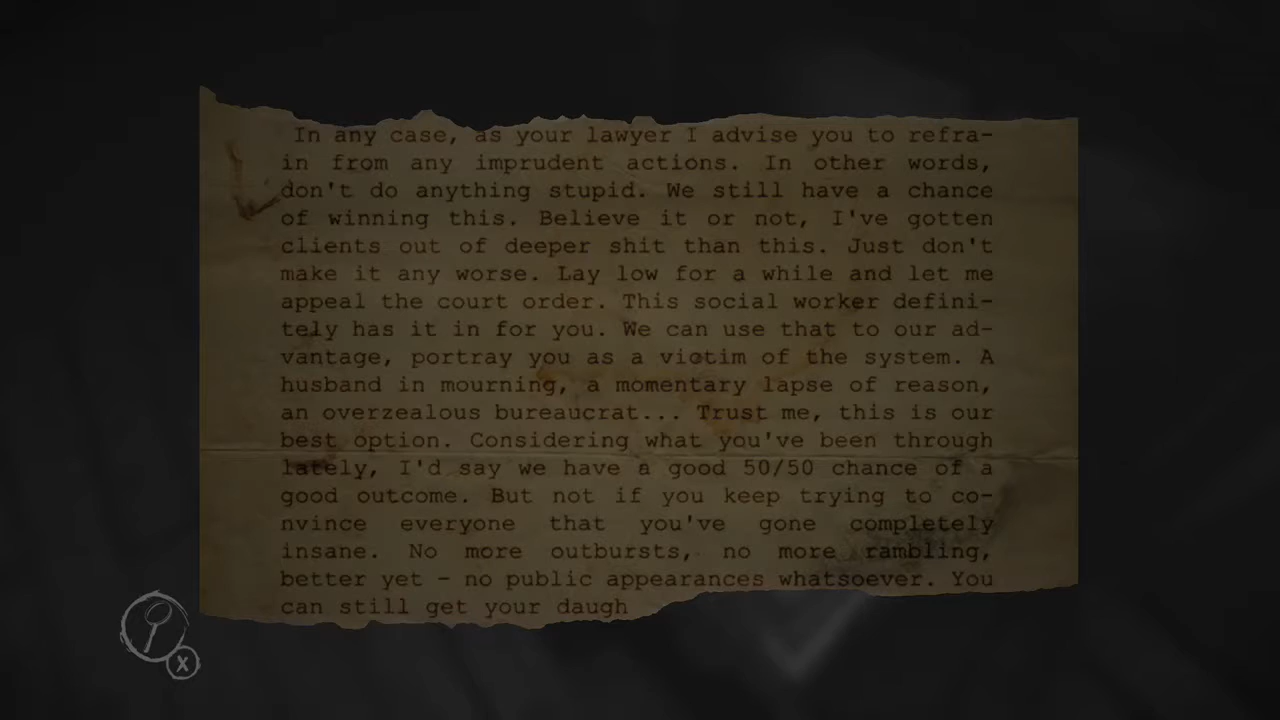 In any case, as your lawyer I advise you to refra-
in from any imprudent actions. In other words,
don't do anything stupid. We still have a chance
of winning this. Believe it or not, I've gotten
clients out of deeper shit than this. Just don't
make it any worse. Lay low for a while and let me
appeal the court order. This social worker defini-
tely has it in for you. We can use that to our ad-
vantage, portray you as a victim of the system. A
husband in mourning, a momentary lapse of reason,
an overzealous bureaucrat... Trust me, this is our
best option. Considering what you've been through
lately, I'd say we have a good 50/50 chance of a
good outcome. But not if you keep trying to co-
nvince everyone that you've gone completely
insane. No more outbursts, no more rambling,
better yet – no public appearances whatsoever. You
can still get your daugh
X